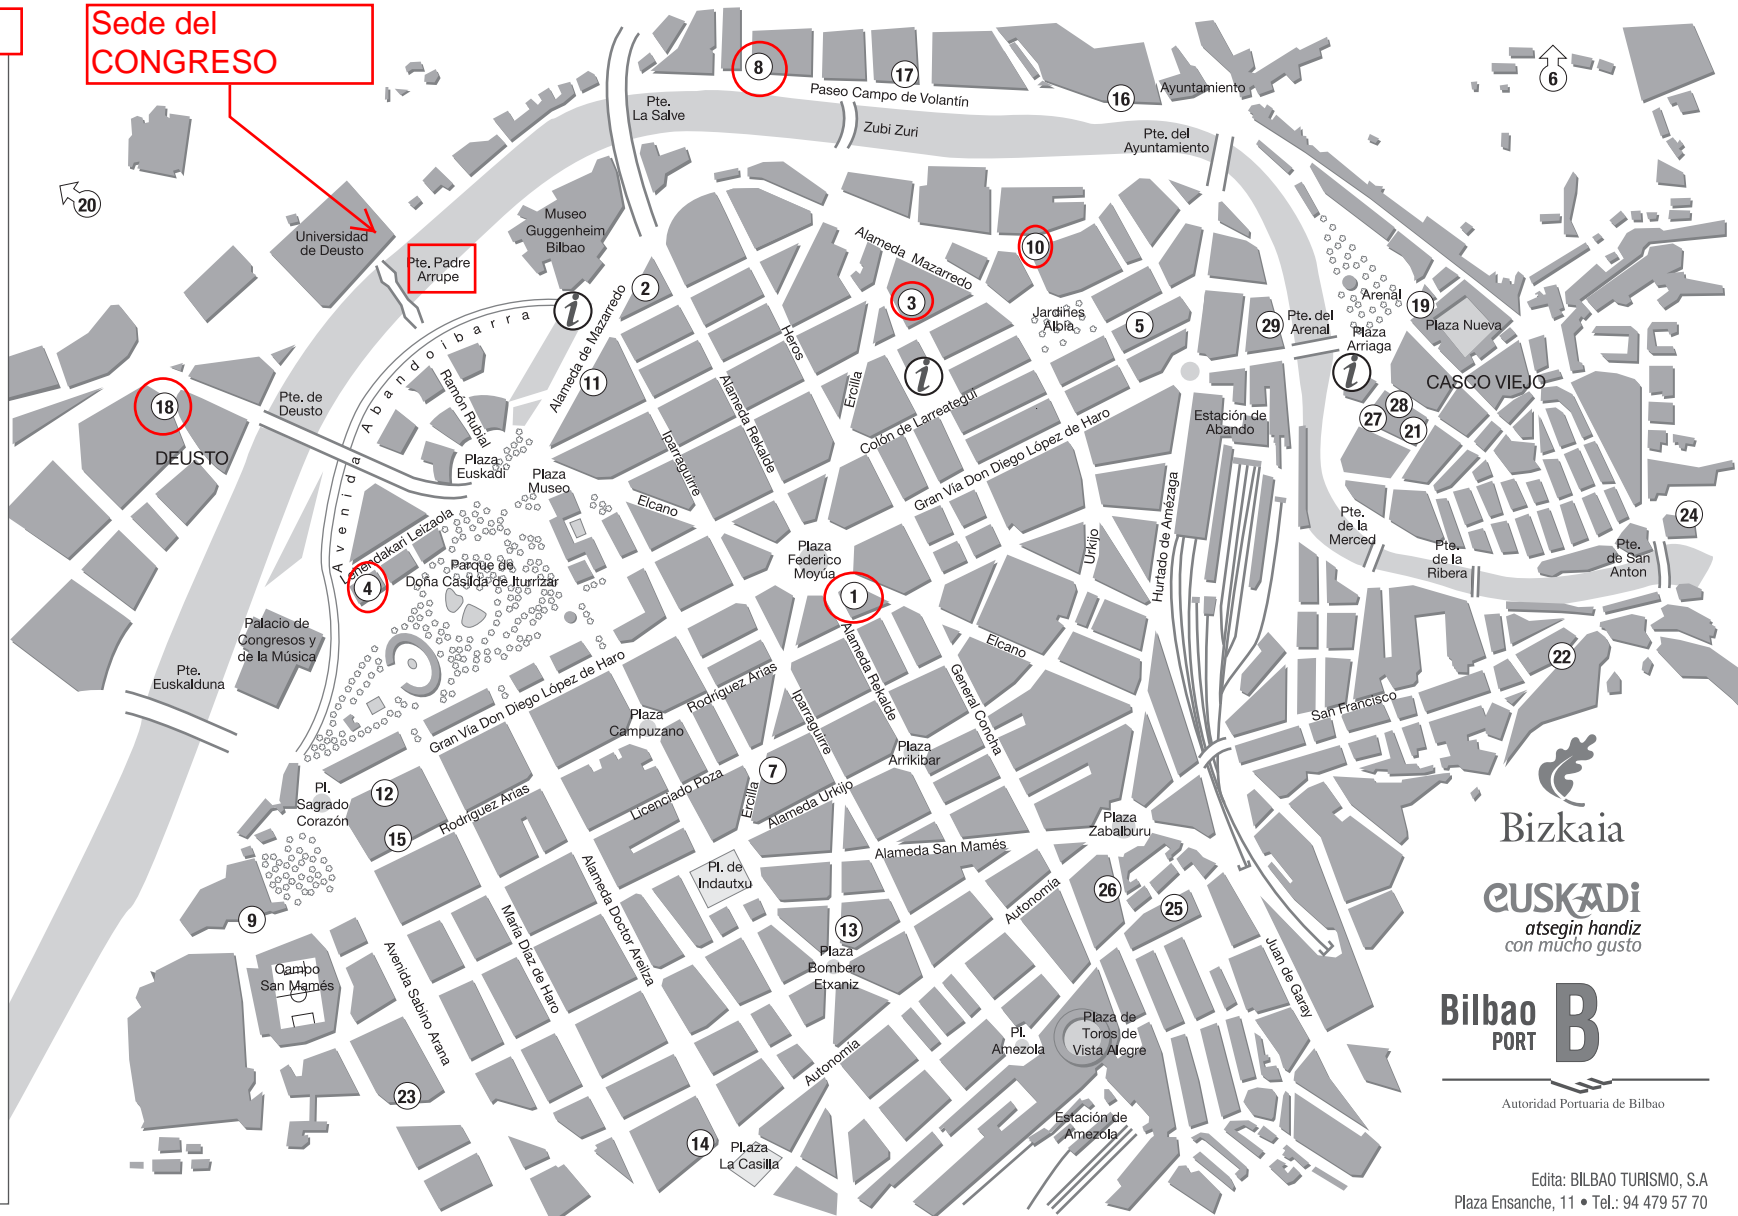 Sede del
CONGRESO
8
17
16
6
Paseo Campo de Volantín
Ayuntamiento
Pte.
La Salve
Zubi Zuri
Pte. del
Ayuntamiento
20
Universidad
de Deusto
Pte. Padre
Arrupe
Museo
Guggenheim
Bilbao
Alameda Mazarredo
10
2
3
Jardines
Albia
5
29
Pte. del
Arenal
Arenal
19
Plaza Nueva
Plaza
Arriaga
i
i
i
CASCO VIEJO
Avenida Abandoibarra
Alameda de Mazarredo
Heros
Ercilla
11
Ramón Rubial
Alameda Rekalde
Iparraguirre
Colón de Larreategui
Gran Vía Don Diego López de Haro
Estación de
Abando
27
28
21
18
DEUSTO
Pte. de
Deusto
Plaza
Euskadi
Plaza
Museo
Elcano
Lehendakari Leizaola
4
Parque de
Doña Casilda de Iturrizar
Plaza
Federico
Moyúa
1
Urkijo
Hurtado de Amézaga
Pte.
de la
Merced
Pte.
de la
Ribera
Pte.
de San
Anton
24
22
Palacio de
Congresos y
de la Música
Pte.
Euskalduna
Gran Vía Don Diego López de Haro
Plaza
Campuzano
Rodríguez Arias
Iparraguirre
Alameda Rekalde
General Concha
Elcano
San Francisco
Plaza
Arrikibar
7
Ercilla
Licenciado Poza
Alameda Urkijo
Pl.
Sagrado
Corazón
12
15
Rodríguez Arias
Alameda San Mamés
Plaza
Zabalburu
Pl. de
Indautxu
9
Campo
San Mamés
Avenida Sabino Arana
María Díaz de Haro
Alameda Doctor Areilza
13
Plaza
Bombero
Etxaniz
Autonomía
26
25
Juan de Garay
Pl.
Amezola
Plaza de
Toros de
Vista Alegre
Autonomía
23
14
Pl.aza
La Casilla
Estación de
Amezola
Bizkaia
EUSKADi
atsegin handiz
con mucho gusto
Bilbao
PORT
B
Autoridad Portuaria de Bilbao
Edita: BILBAO TURISMO, S.A
Plaza Ensanche, 11 • Tel.: 94 479 57 70